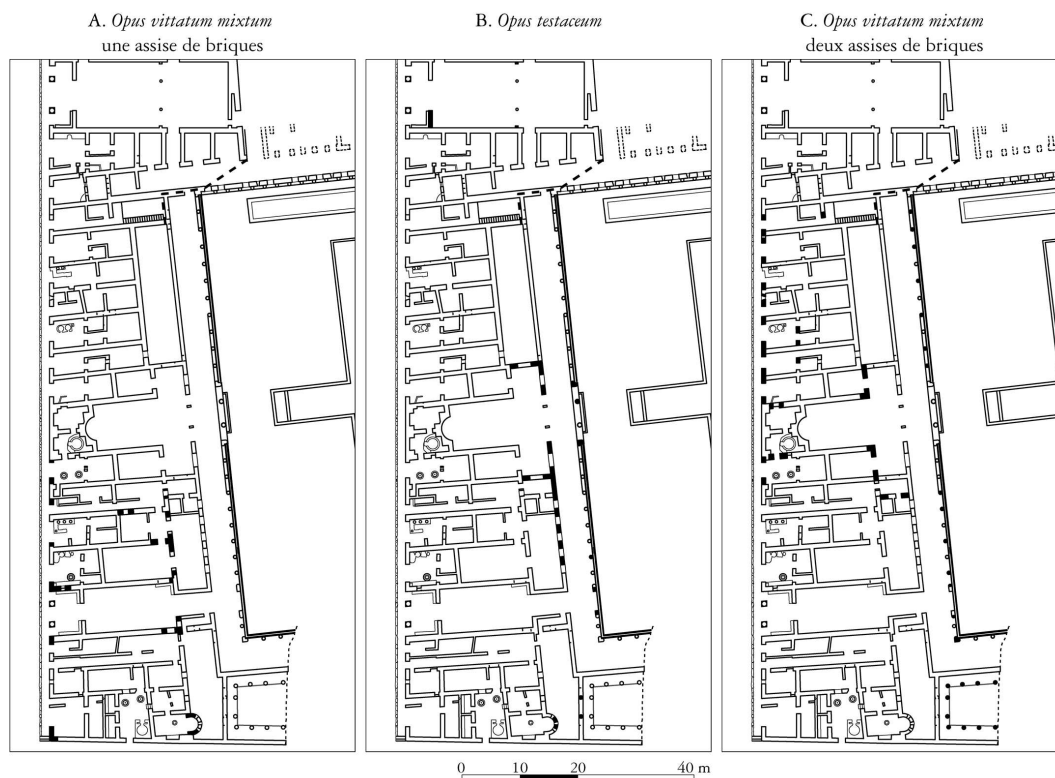 A. Opus vittatum mixtum
une assise de briques
B. Opus testaceum
C. Opus vittatum mixtum
deux assises de briques
0 10 20 40 m